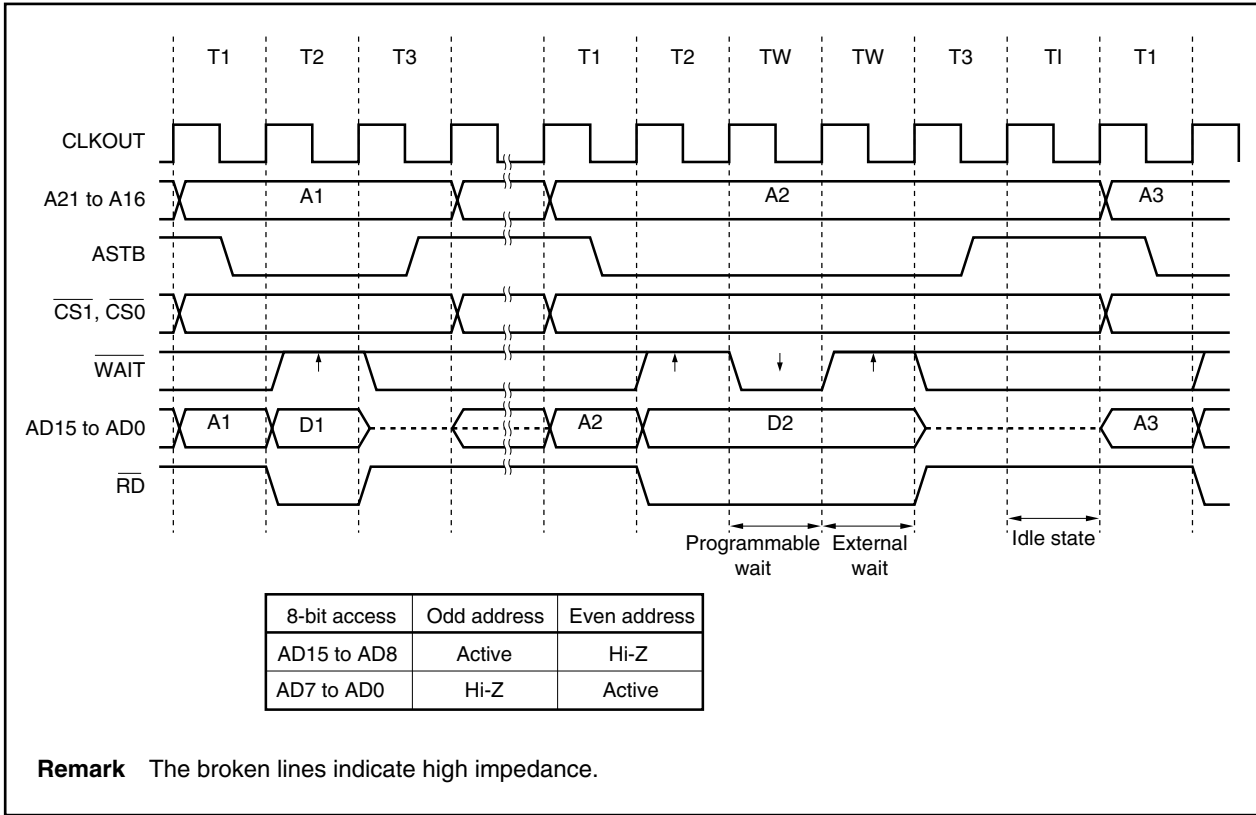 T1 T2 T3 T1 T2 TW TW T3 TI T1
CLKOUT
A21 to A16 A1 A2 A3
ASTB
CS1, CS0
WAIT
AD15 to AD0 A1 D1 A2 D2 A3
RD
Programmable wait
External wait
Idle state
8-bit access Odd address Even address
AD15 to AD8 Active Hi-Z
AD7 to AD0 Hi-Z Active
Remark The broken lines indicate high impedance.